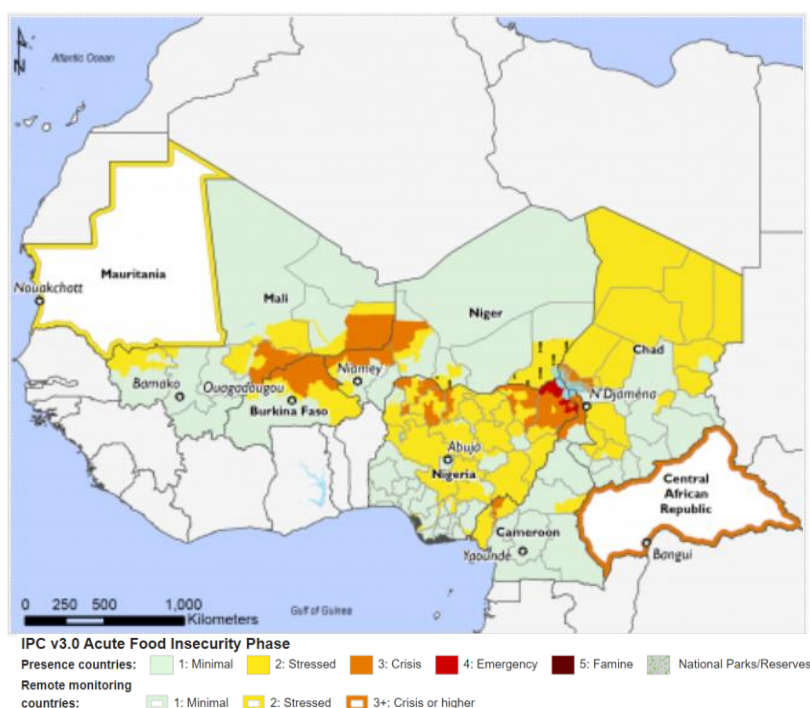 N
Atlantic Ocean
Mauritania
Nouakchott
Mali
Niger
Chad
Niamey
Bamako
Ouagadougou
N'Djaména
Burkina Faso
Abuja
Nigeria
Central
African
Republic
Cameroon
Yaoundé
Bangui
! ! ! ! ! !
0 250 500 1,000
Kilometers
Gulf of Guinea
IPC v3.0 Acute Food Insecurity Phase
Presence countries: 1: Minimal 2: Stressed 3: Crisis 4: Emergency 5: Famine National Parks/Reserves
Remote monitoring
countries: 1: Minimal 2: Stressed 3+: Crisis or higher